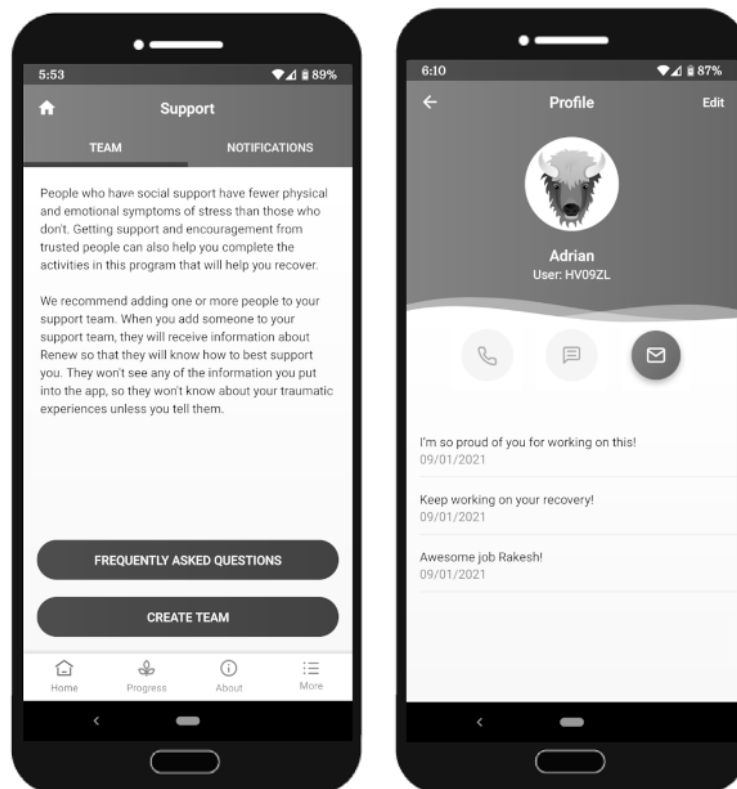 5:53
89%
Support
TEAM
NOTIFICATIONS
People who have social support have fewer physical
and emotional symptoms of stress than those who
don't. Getting support and encouragement from
trusted people can also help you complete the
activities in this program that will help you recover.
We recommend adding one or more people to your
support team. When you add someone to your
support team, they will receive information about
Renew so that they will know how to best support
you. They won't see any of the information you put
into the app, so they won't know about your traumatic
experiences unless you tell them.
FREQUENTLY ASKED QUESTIONS
CREATE TEAM
Home
Progress
About
More
6:10
87%
Profile
Edit
Adrian
User: HV09ZL
I'm so proud of you for working on this!
09/01/2021
Keep working on your recovery!
09/01/2021
Awesome job Rakesh!
09/01/2021